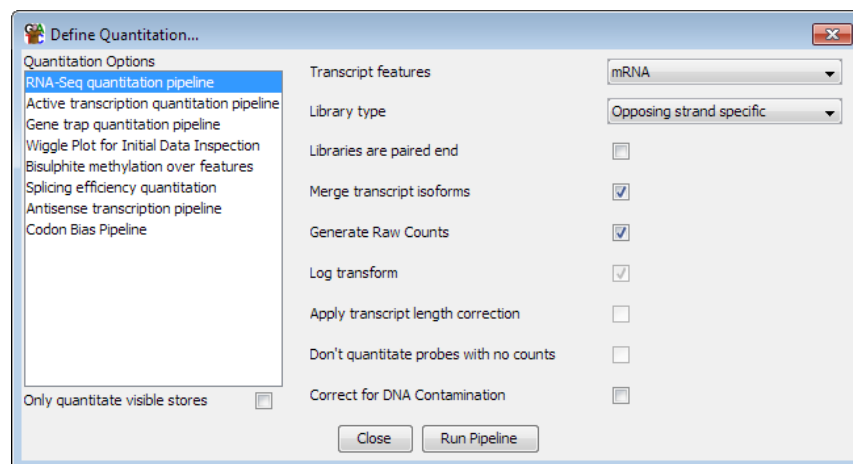 Define Quantitation...
Quantitation Options
RNA-Seq quantitation pipeline
Active transcription quantitation pipeline
Gene trap quantitation pipeline
Wiggle Plot for Initial Data Inspection
Bisulphite methylation over features
Splicing efficiency quantitation
Antisense transcription pipeline
Codon Bias Pipeline
Only quantitate visible stores
Transcript features mRNA
Library type Opposing strand specific
Libraries are paired end
Merge transcript isoforms
Generate Raw Counts
Log transform
Apply transcript length correction
Don't quantitate probes with no counts
Correct for DNA Contamination
Close Run Pipeline